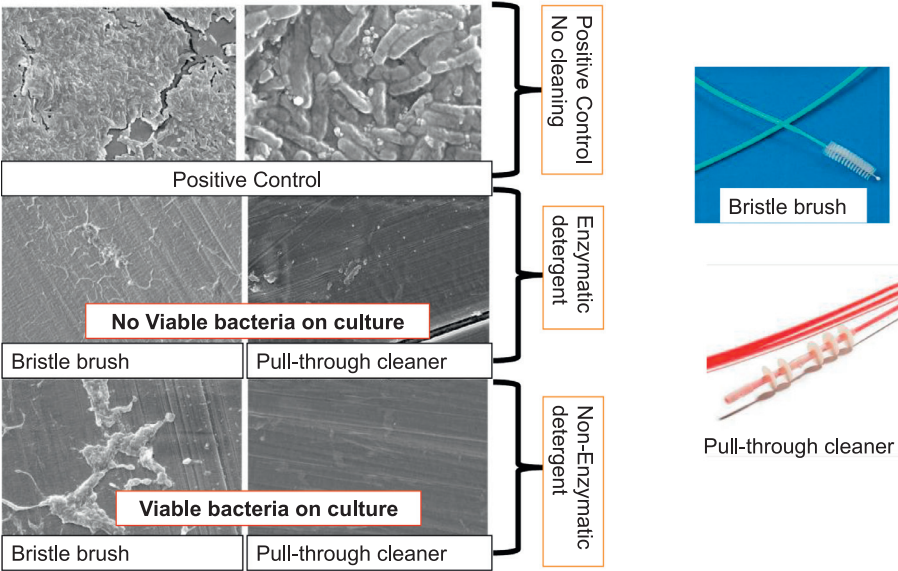 Positive Control
No cleaning
Positive Control
Enzymatic
detergent
No Viable bacteria on culture
Bristle brush
Pull-through cleaner
Non-Enzymatic
detergent
Viable bacteria on culture
Bristle brush
Pull-through cleaner
Bristle brush
Pull-through cleaner